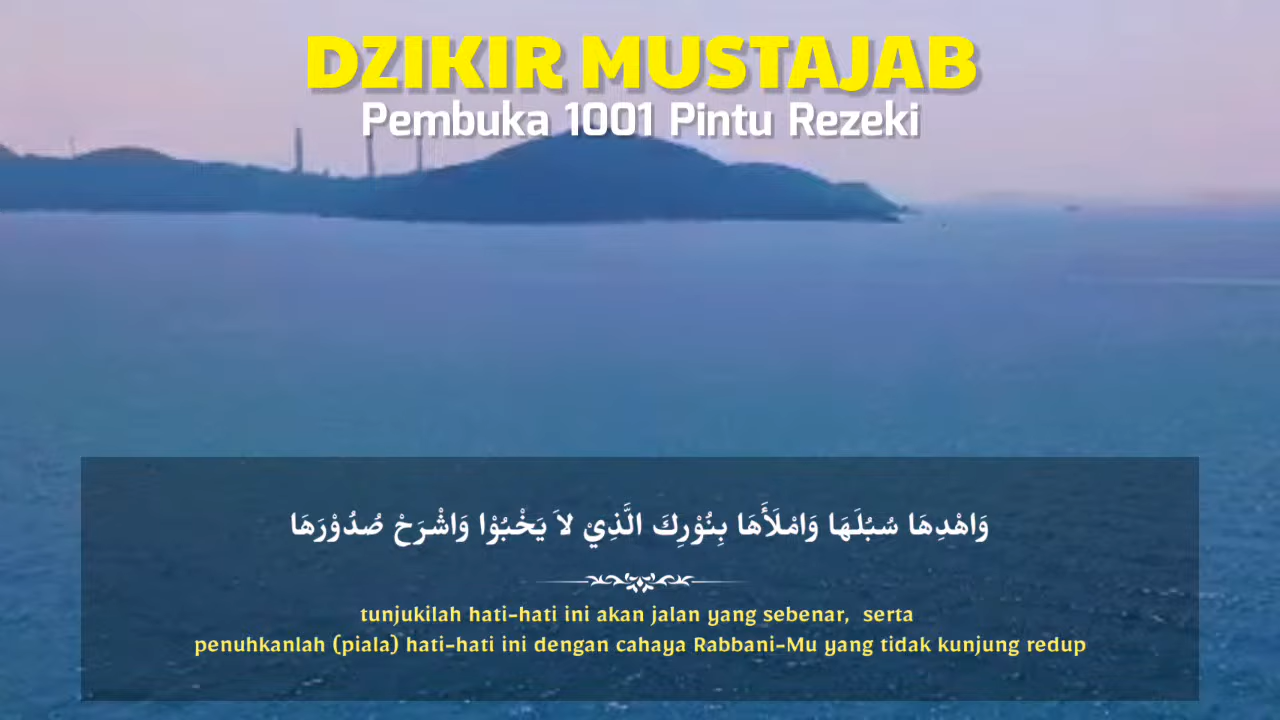 DZIKIR MUSTAJAB
Pembuka 1001 Pintu Rezeki
وَاهْدِهَا سُبُلَهَا وَامْلَأَهَا بِنُوْرِكَ الَّذِيْ لاَ يَخْبُوْا وَاشْرَحْ صُدُوْرَهَا
tunjukilah hati-hati ini akan jalan yang sebenar, serta
penuhkanlah (piala) hati-hati ini dengan cahaya Rabbani-Mu yang tidak kunjung redup